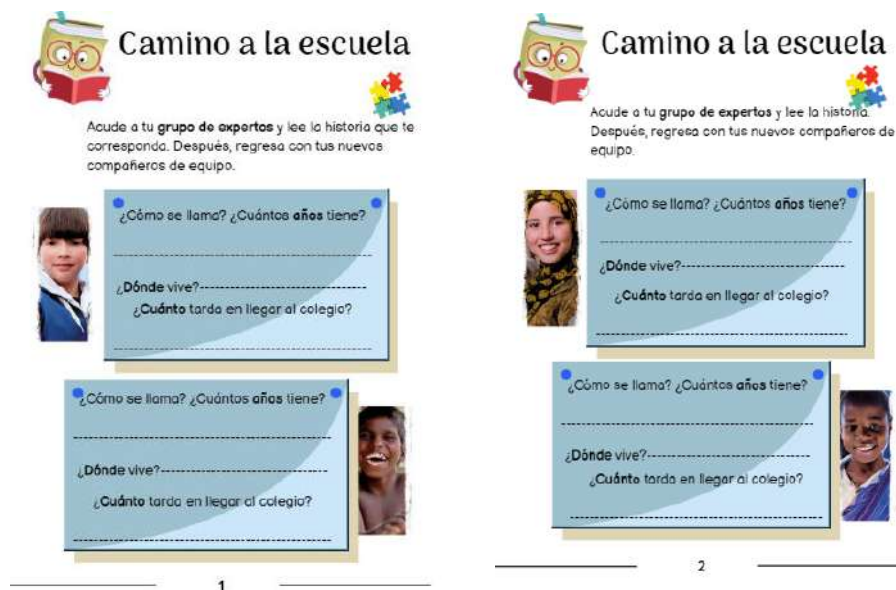 Camino a la escuela
Acude a tu grupo de expertos y lee la historia que te
corresponda. Después, regresa con tus nuevos
compañeros de equipo.
¿Cómo se llama? ¿Cuántos años tiene?
¿Dónde vive?
¿Cuánto tarda en llegar al colegio?
¿Cómo se llama? ¿Cuántos años tiene?
¿Dónde vive?
¿Cuánto tarda en llegar al colegio?
1
Camino a la escuela
Acude a tu grupo de expertos y lee la historia.
Después, regresa con tus nuevos compañeros de
equipo.
¿Cómo se llama? ¿Cuántos años tiene?
¿Dónde vive?
¿Cuánto tarda en llegar al colegio?
¿Cómo se llama? ¿Cuántos años tiene?
¿Dónde vive?
¿Cuánto tarda en llegar al colegio?
2